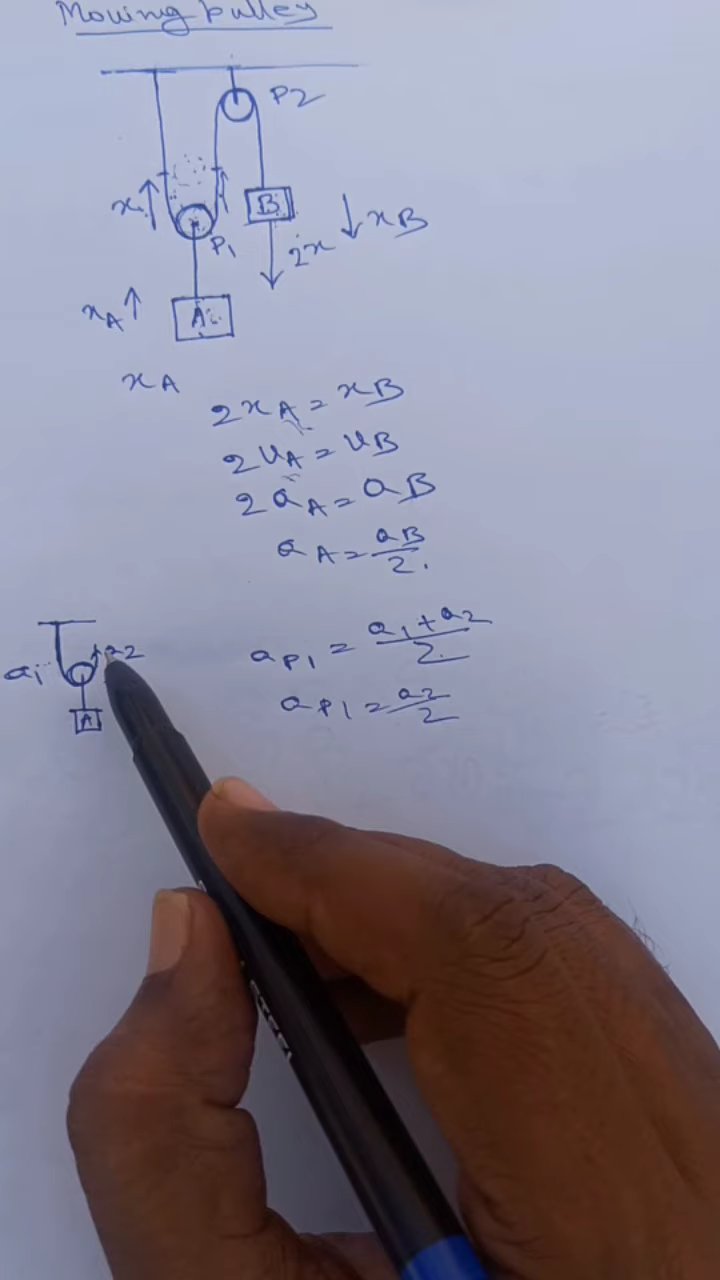 Moving pulley
P2
x ↑
B
2x ↓ xB
P1
xA ↑
A
xA
2xA = xB
2vA = vB
2aA = aB
aA = aB/2.
a1
a2
A
aP1 = a1 + a2/2
aP1 = a2/2